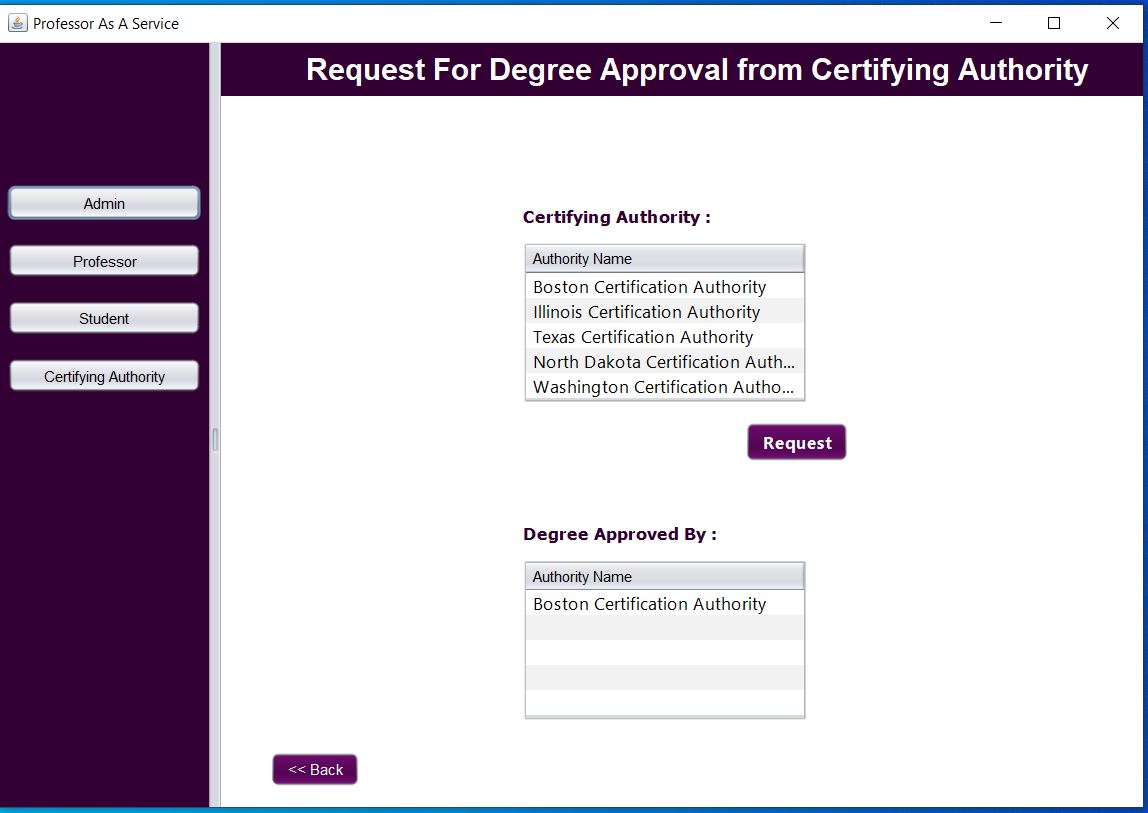 Professor As A Service
Request For Degree Approval from Certifying Authority
Admin
Professor
Student
Certifying Authority
Certifying Authority :
Authority Name
Boston Certification Authority
Illinois Certification Authority
Texas Certification Authority
North Dakota Certification Auth...
Washington Certification Autho...
Request
Degree Approved By :
Authority Name
Boston Certification Authority
<< Back